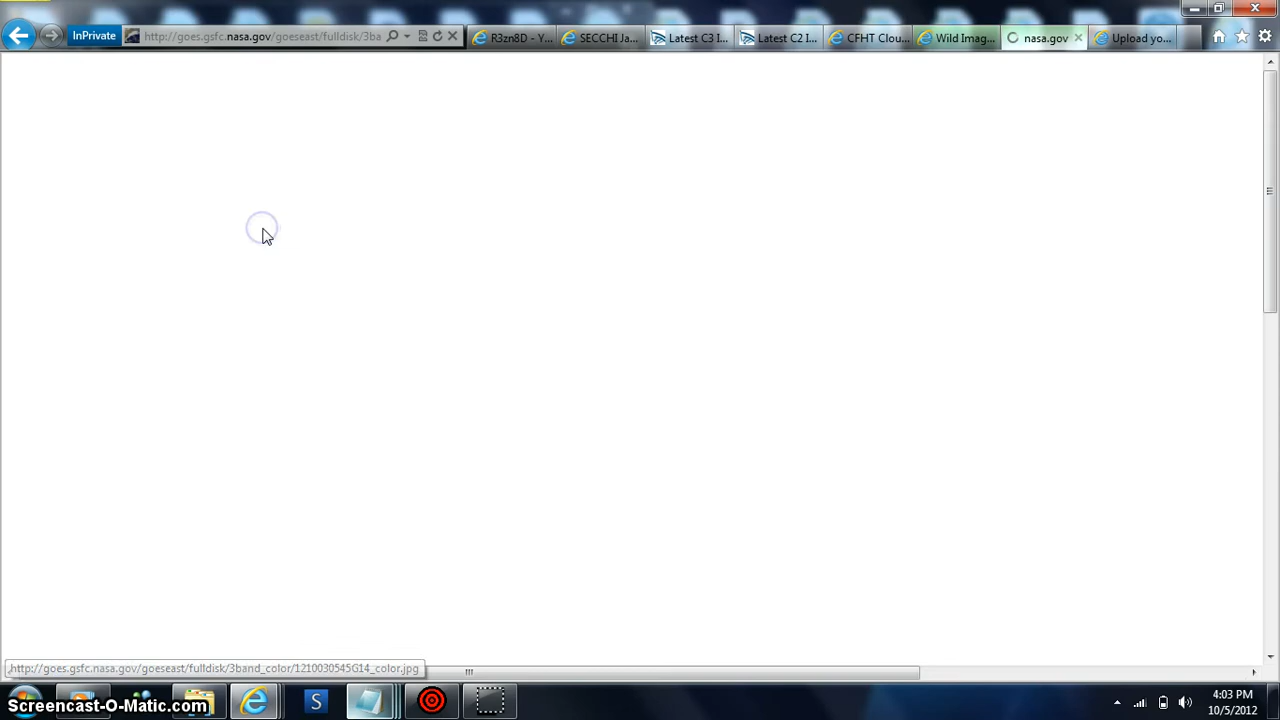 InPrivate http://goes.gsfc.nasa.gov/goeseast/fulldisk/3ba R3zn8D - Y... SECCHI Ja... Latest C3 I... Latest C2 I... CFHT Clou... Wild Imag... nasa.gov Upload yo...
http://goes.gsfc.nasa.gov/goeseast/fulldisk/3band_color/1210030545G14_color.jpg
4:03 PM
Screencast-O-Matic.com
S
10/5/2012